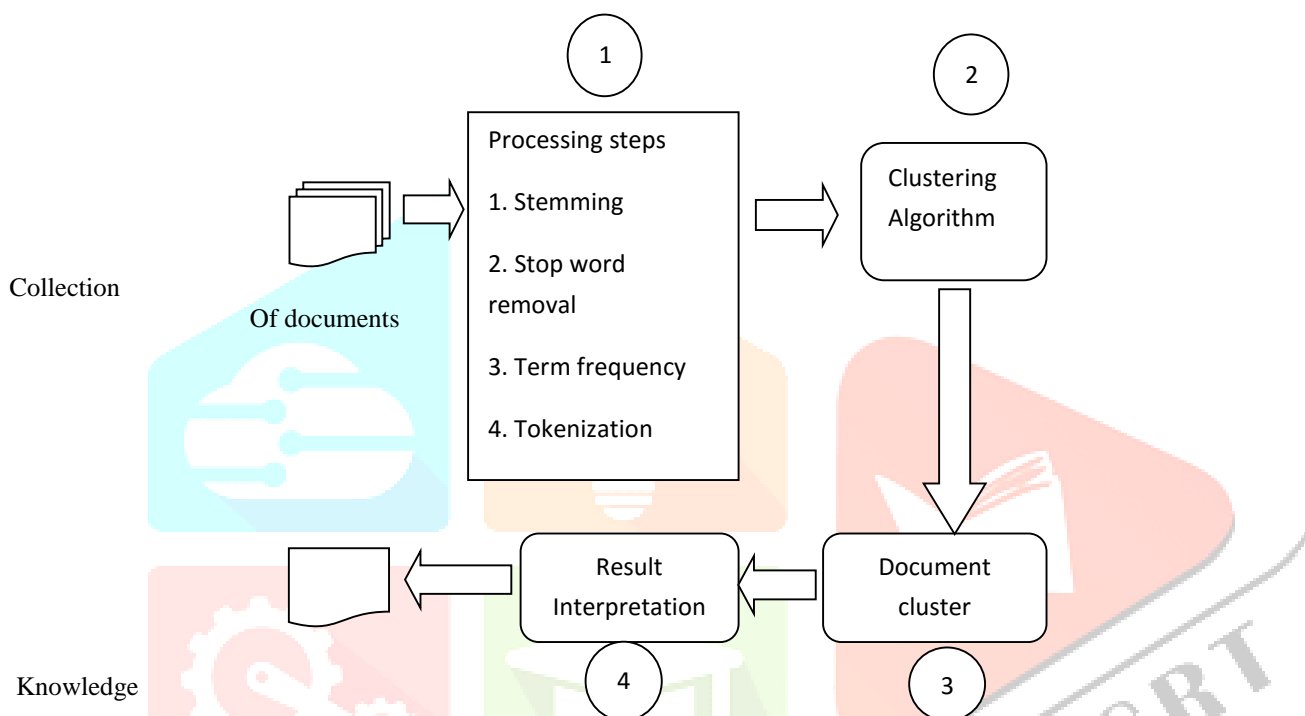 1
2
Processing steps
1. Stemming
2. Stop word
removal
3. Term frequency
4. Tokenization
Clustering
Algorithm
Collection
Of documents
Result
Interpretation
Document
cluster
4
3
Knowledge
RT